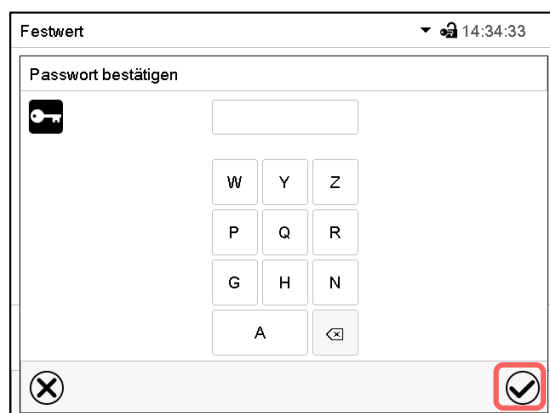 Festwert 14:34:33
Passwort bestätigen
W Y Z
P Q R
G H N
A